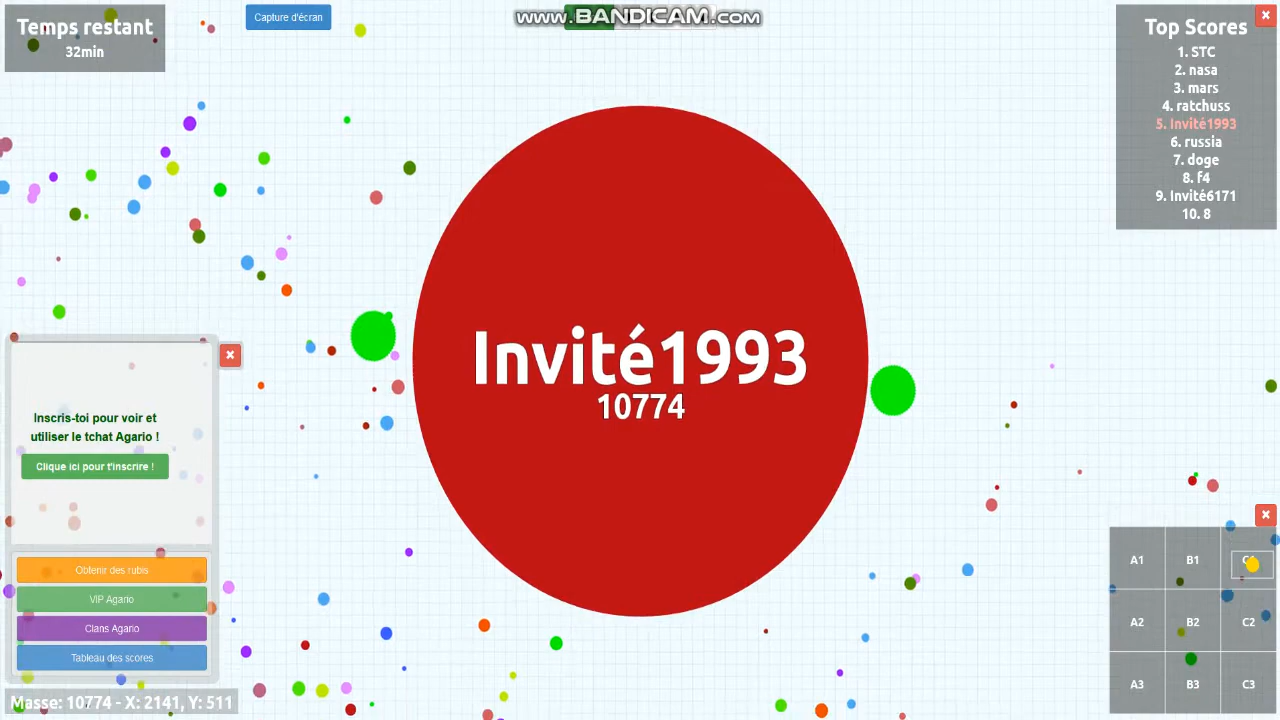 Temps restant
32min
Capture d'écran
www.BANDICAM.com
Top Scores
1. STC
2. nasa
3. mars
4. ratchuss
5. Invité1993
6. russia
7. doge
8. f4
9. Invité6171
10. 8
Invité1993
10774
Inscris-toi pour voir et
utiliser le tchat Agario !
Clique ici pour t'inscrire !
Obtenir des rubis
VIP Agario
Clans Agario
Tableau des scores
Masse: 10774 - X: 2141, Y: 511
A1 B1 C1
A2 B2 C2
A3 B3 C3